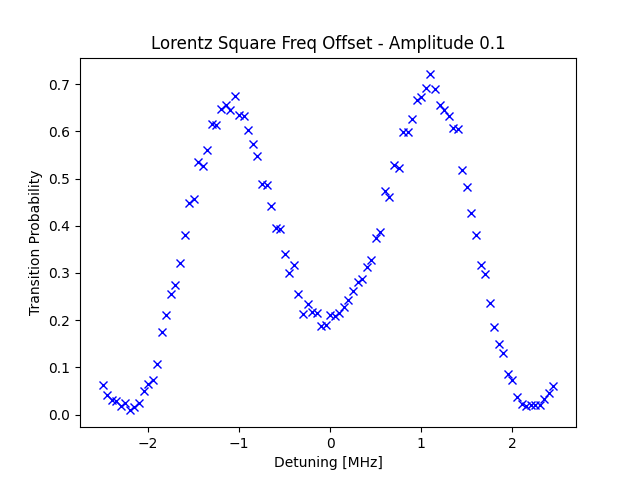 Lorentz Square Freq Offset - Amplitude 0.1
Transition Probability
0.7
0.6
0.5
0.4
0.3
0.2
0.1
0.0
−2 −1 0 1 2
Detuning [MHz]